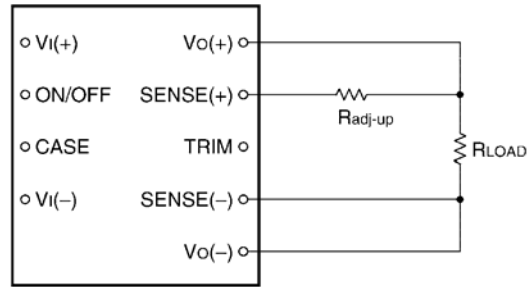 VI(+) VO(+)
ON/OFF SENSE(+)
Radj-up
CASE TRIM
RLOAD
VI(–) SENSE(–)
VO(–)